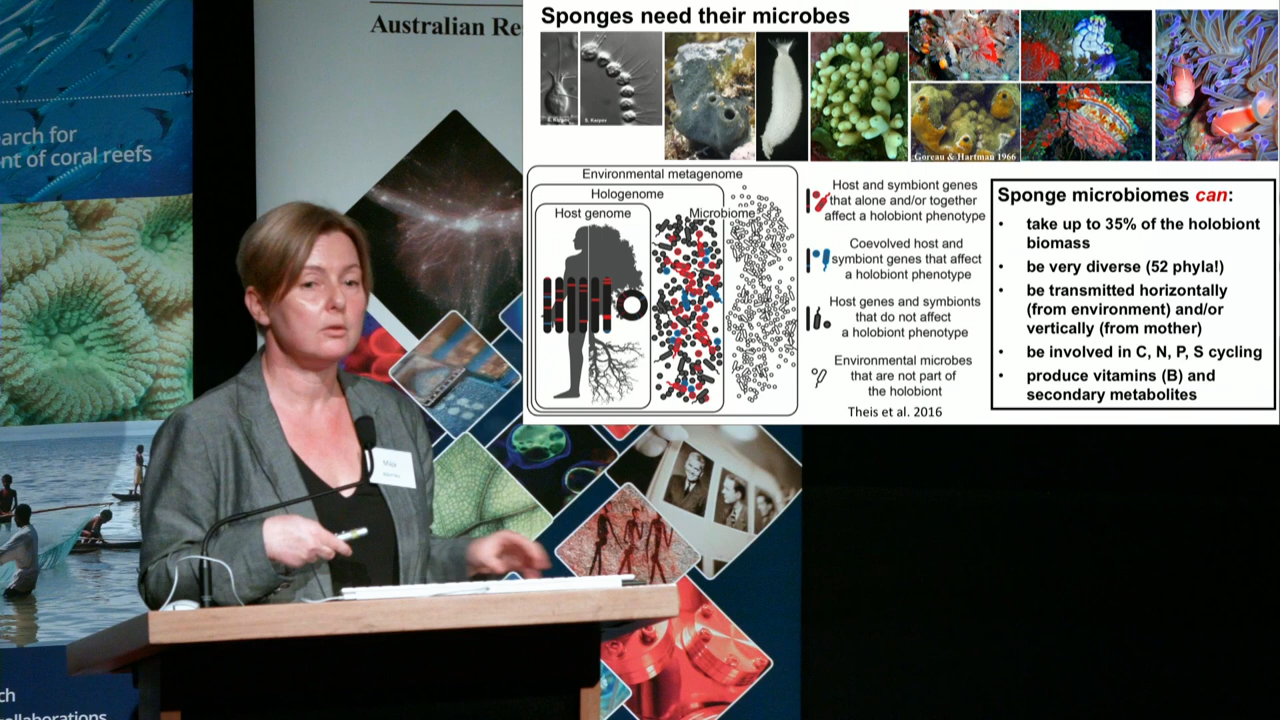 Sponges need their microbes
Australian Re
S. Karpov
S. Karpov
Goreau & Hartman 1966
earch for
nt of coral reefs
Environmental metagenome
Hologenome
Host genome
Microbiome
Host and symbiont genes
that alone and/or together
affect a holobiont phenotype
Coevolved host and
symbiont genes that affect
a holobiont phenotype
Host genes and symbionts
that do not affect
a holobiont phenotype
Environmental microbes
that are not part of
the holobiont
Theis et al. 2016
Sponge microbiomes can:
• take up to 35% of the holobiont
biomass
• be very diverse (52 phyla!)
• be transmitted horizontally
(from environment) and/or
vertically (from mother)
• be involved in C, N, P, S cycling
• produce vitamins (B) and
secondary metabolites
Maja
ch
ollaborations